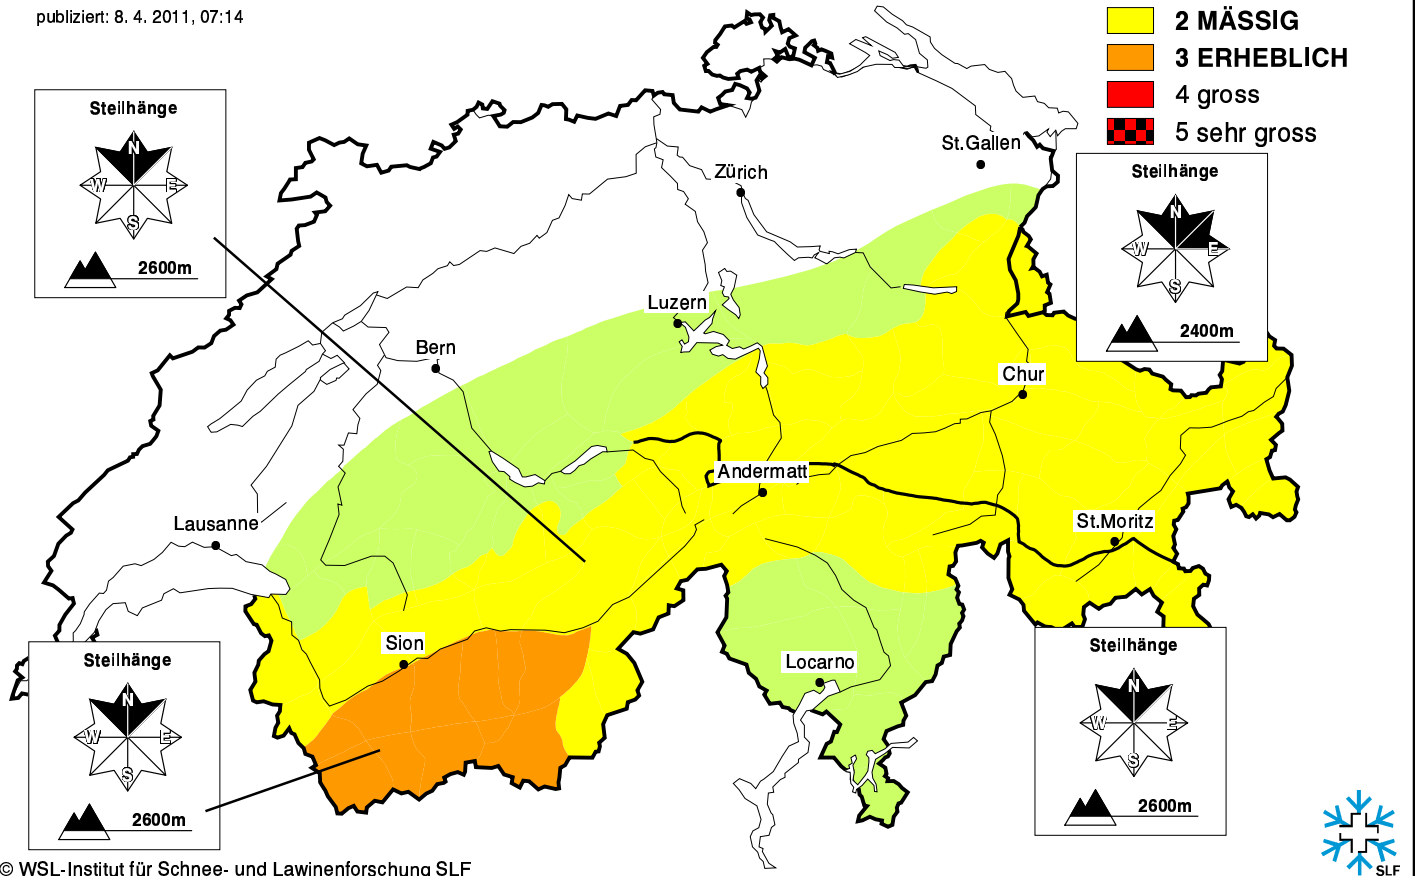 publiziert: 8. 4. 2011, 07:14
2 MÄSSIG
3 ERHEBLICH
4 gross
5 sehr gross
Steilhänge
N
W E
S
2600m
St.Gallen
Zürich
Steilhänge
N
W E
S
2400m
Luzern
Bern
Chur
Andermatt
Lausanne
St.Moritz
Sion
Locarno
Steilhänge
N
W E
S
2600m
Steilhänge
N
W E
S
2600m
© WSL-Institut für Schnee- und Lawinenforschung SLF
SLF